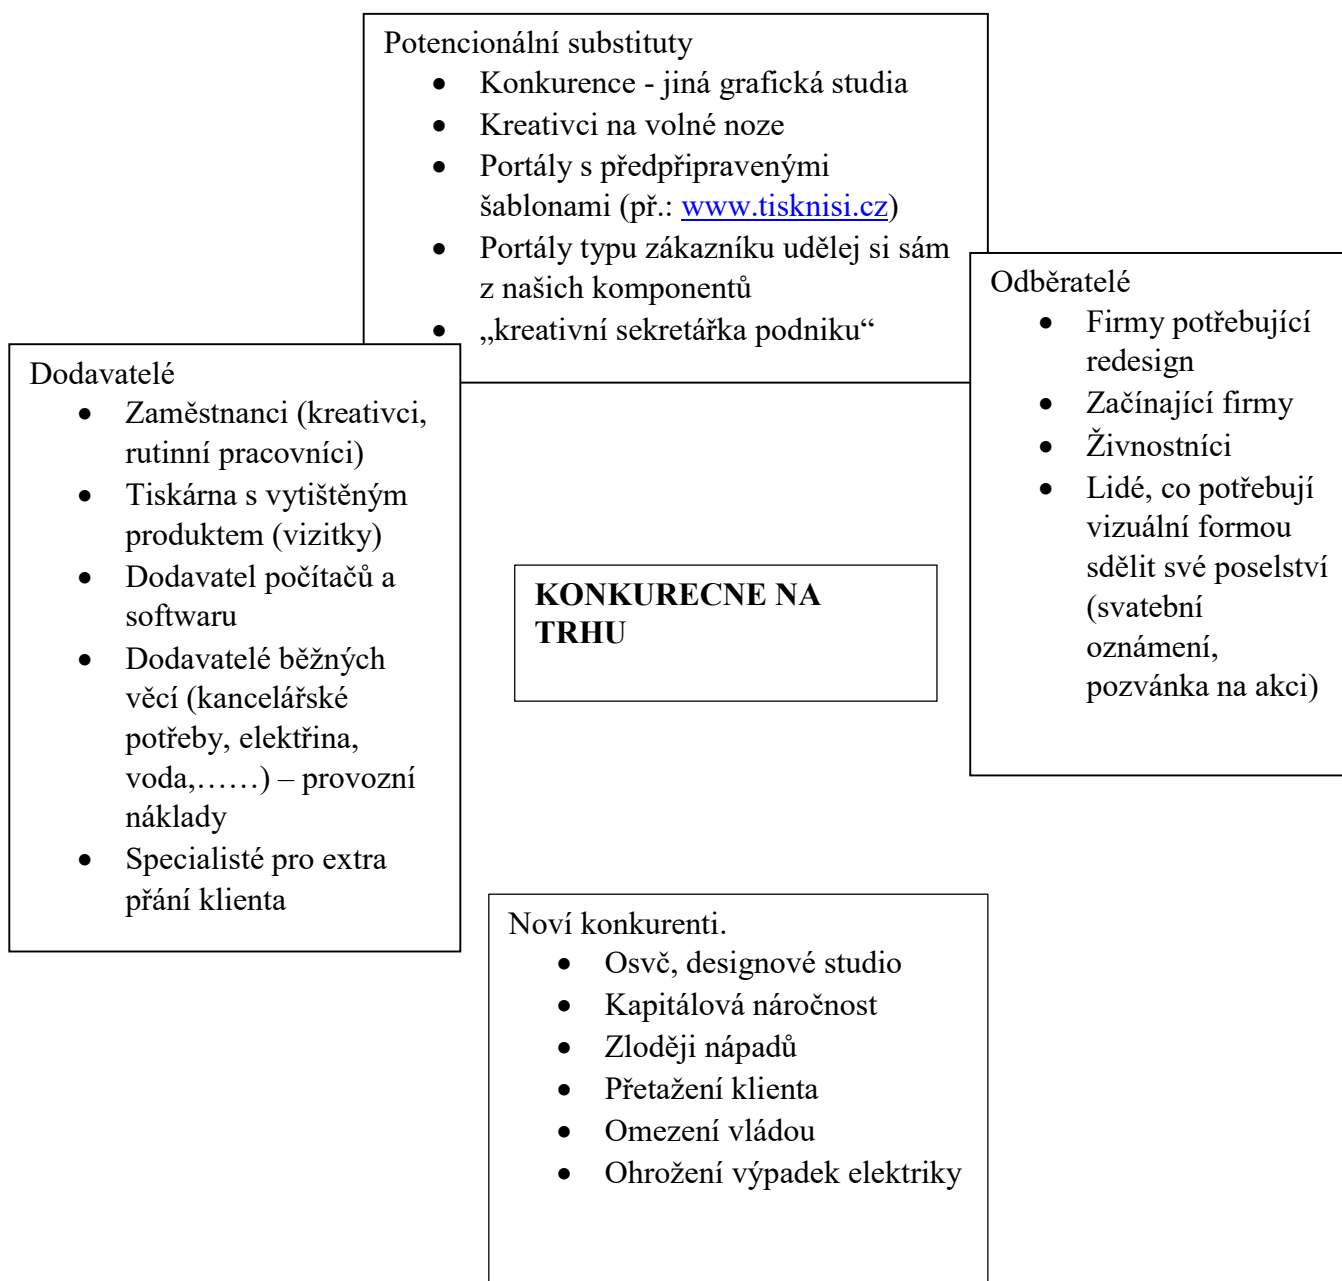 Potencionální substituty
• Konkurence - jiná grafická studia
• Kreativci na volné noze
• Portály s předpřipravenými
šablonami (př.: www.tisknisi.cz)
• Portály typu zákazníku udělej si sám
z našich komponentů
• „kreativní sekretářka podniku“
Odběratelé
• Firmy potřebující
redesign
• Začínající firmy
• Živnostníci
• Lidé, co potřebují
vizuální formou
sdělit své poselství
(svatební
oznámení,
pozvánka na akci)
Dodavatelé
• Zaměstnanci (kreativci,
rutinní pracovníci)
• Tiskárna s vytištěným
produktem (vizitky)
• Dodavatel počítačů a
softwaru
• Dodavatelé běžných
věcí (kancelářské
potřeby, elektřina,
voda,……) – provozní
náklady
• Specialisté pro extra
přání klienta
KONKURECNE NA
TRHU
Noví konkurenti.
• Osvč, designové studio
• Kapitálová náročnost
• Zloději nápadů
• Přetažení klienta
• Omezení vládou
• Ohrožení výpadek elektriky